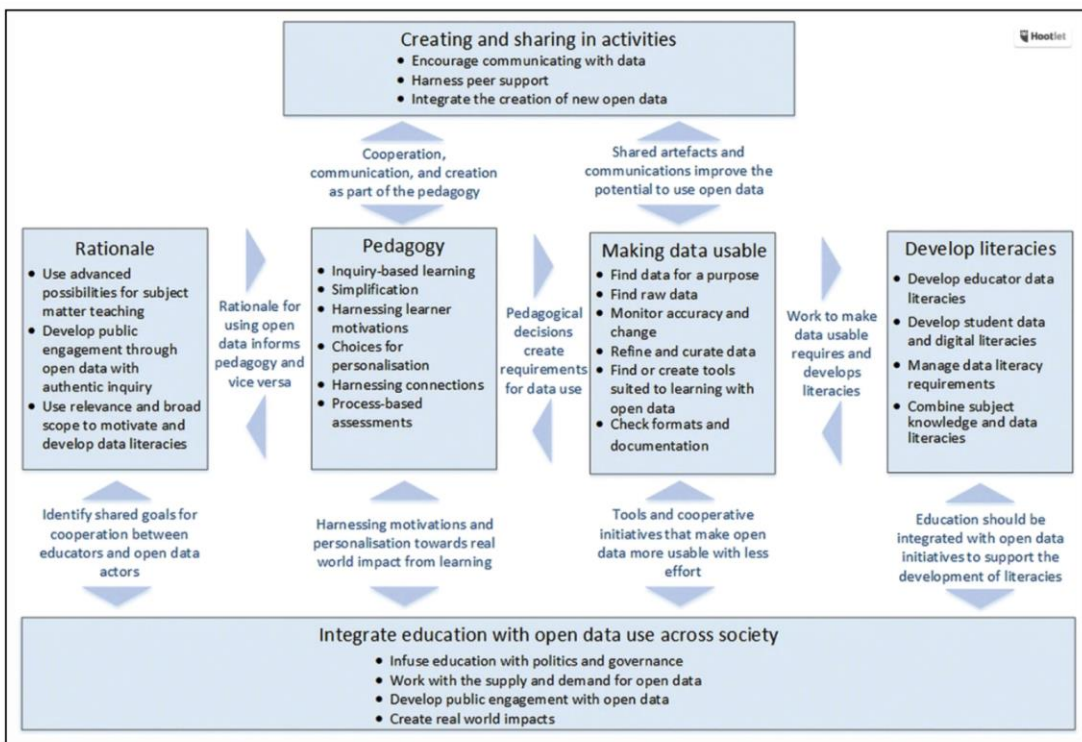 Creating and sharing in activities
• Encourage communicating with data
• Harness peer support
• Integrate the creation of new open data
Hootlet
Cooperation,
communication, and creation
as part of the pedagogy
Shared artefacts and
communications improve the
potential to use open data
Rationale
• Use advanced
possibilities for subject
matter teaching
• Develop public
engagement through
open data with
authentic inquiry
• Use relevance and broad
scope to motivate and
develop data literacies
Rationale for
using open
data informs
pedagogy and
vice versa
Pedagogy
• Inquiry-based learning
• Simplification
• Harnessing learner
motivations
• Choices for
personalisation
• Harnessing connections
• Process-based
assessments
Pedagogical
decisions
create
requirements
for data use
Making data usable
• Find data for a purpose
• Find raw data
• Monitor accuracy and
change
• Refine and curate data
• Find or create tools
suited to learning with
open data
• Check formats and
documentation
Work to make
data usable
requires and
develops
literacies
Develop literacies
• Develop educator data
literacies
• Develop student data
and digital literacies
• Manage data literacy
requirements
• Combine subject
knowledge and data
literacies
Identify shared goals for
cooperation between
educators and open data
actors
Harnessing motivations and
personalisation towards real
world impact from learning
Tools and cooperative
initiatives that make open
data more usable with less
effort
Education should be
integrated with open data
initiatives to support the
development of literacies
Integrate education with open data use across society
• Infuse education with politics and governance
• Work with the supply and demand for open data
• Develop public engagement with open data
• Create real world impacts